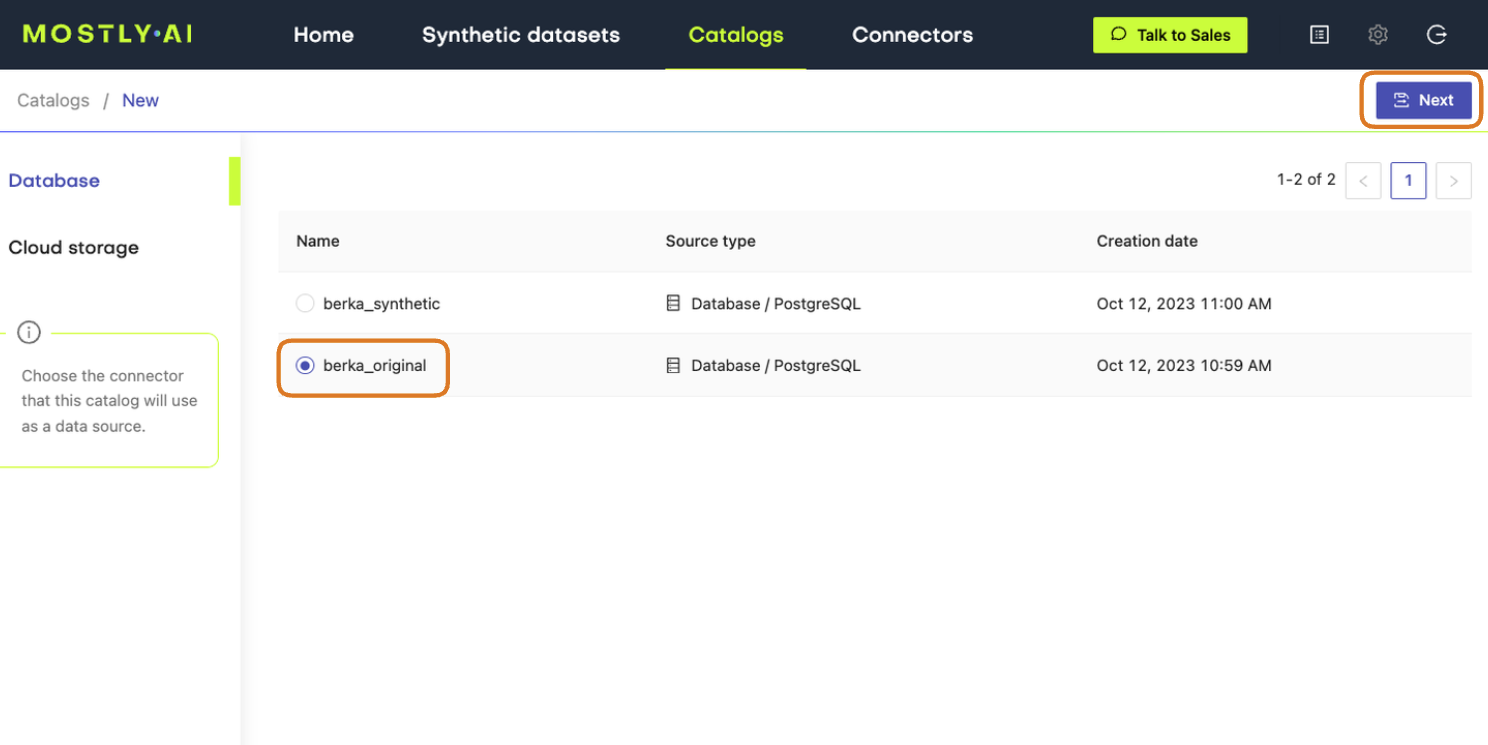 MOSTLY·AI Home Synthetic datasets Catalogs Connectors Talk to Sales
Catalogs / New Next
Database
Cloud storage
Choose the connector
that this catalog will use
as a data source.
1-2 of 2 < 1 >
Name Source type Creation date
berka_synthetic Database / PostgreSQL Oct 12, 2023 11:00 AM
berka_original Database / PostgreSQL Oct 12, 2023 10:59 AM